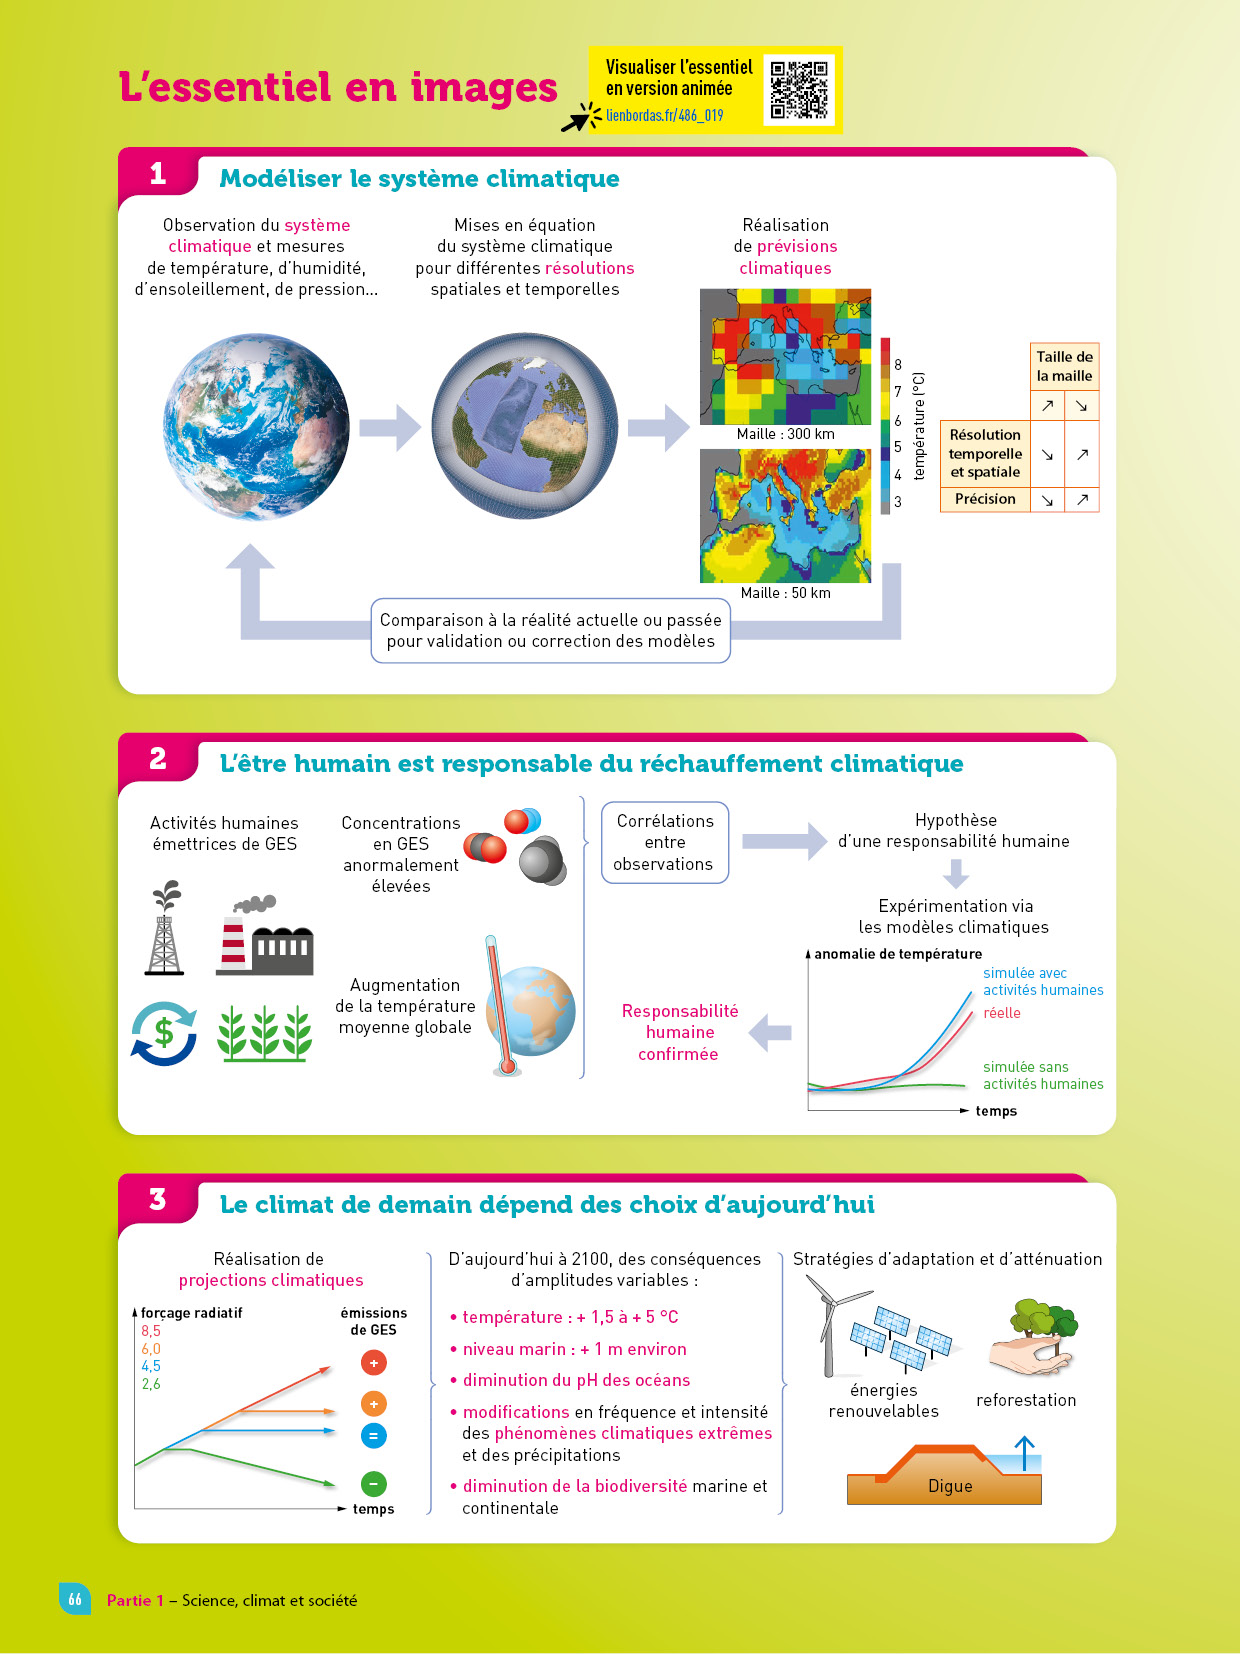 L'essentiel en images
Visualiser l'essentiel
en version animée
lienbordas.fr/486_019
1
Modéliser le système climatique
Observation du système
climatique et mesures
de température, d'humidité,
d'ensoleillement, de pression...
Mises en équation
du système climatique
pour différentes résolutions
spatiales et temporelles
Réalisation
de prévisions
climatiques
Maille : 300 km
Maille : 50 km
8
7
6
5
4
3
température (°C)
Taille de
la maille
↗ ↘
Résolution
temporelle
et spatiale
↘ ↗
Précision ↘ ↗
Comparaison à la réalité actuelle ou passée
pour validation ou correction des modèles
2
L'être humain est responsable du réchauffement climatique
Activités humaines
émettrices de GES
$
Concentrations
en GES
anormalement
élevées
Augmentation
de la température
moyenne globale
Corrélations
entre
observations
Hypothèse
d'une responsabilité humaine
Expérimentation via
les modèles climatiques
anomalie de température
simulée avec
activités humaines
réelle
simulée sans
activités humaines
temps
Responsabilité
humaine
confirmée
3
Le climat de demain dépend des choix d'aujourd'hui
Réalisation de
projections climatiques
forçage radiatif
8,5
6,0
4,5
2,6
émissions
de GES
+
+
=
–
temps
D'aujourd'hui à 2100, des conséquences
d'amplitudes variables :
• température : + 1,5 à + 5 °C
• niveau marin : + 1 m environ
• diminution du pH des océans
• modifications en fréquence et intensité
des phénomènes climatiques extrêmes
et des précipitations
• diminution de la biodiversité marine et
continentale
Stratégies d'adaptation et d'atténuation
énergies
renouvelables
reforestation
Digue
66
Partie 1 – Science, climat et société